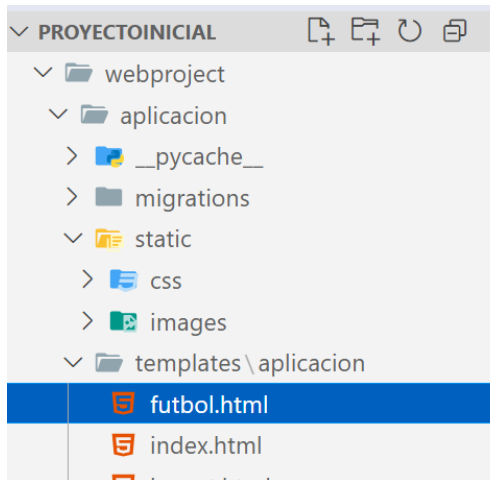 PROYECTOINICIAL
webproject
aplicacion
__pycache__
migrations
static
css
images
templates\aplicacion
futbol.html
index.html